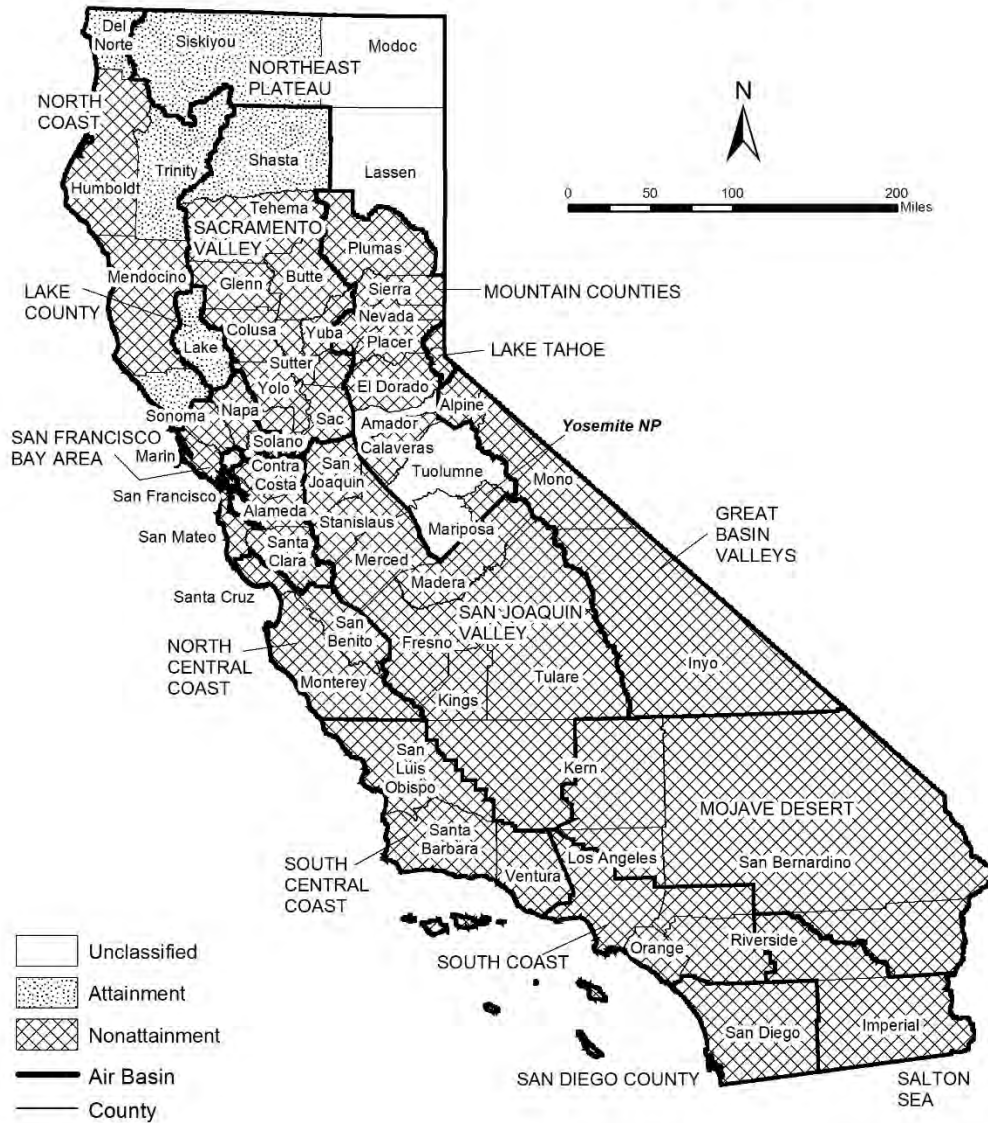 Del
Norte
Siskiyou
Modoc
NORTHEAST
PLATEAU
NORTH
COAST
Humboldt
Trinity
Shasta
Lassen
N
0
50
100
200
Miles
Tehema
SACRAMENTO
VALLEY
Plumas
Mendocino
Glenn
Butte
Sierra
MOUNTAIN COUNTIES
LAKE
COUNTY
Nevada
Colusa
Yuba
Placer
Lake
Sutter
LAKE TAHOE
Yolo
El Dorado
Sonoma
Napa
Sac
Alpine
Amador
Yosemite NP
SAN FRANCISCO
BAY AREA
Marin
Solano
Calaveras
Contra
Costa
San
Joaquin
Tuolumne
Mono
San Francisco
Alameda
Stanislaus
Mariposa
GREAT
BASIN
VALLEYS
San Mateo
Santa
Clara
Merced
Madera
Santa Cruz
SAN JOAQUIN
VALLEY
San
Benito
Fresno
NORTH
CENTRAL
COAST
Monterey
Tulare
Inyo
Kings
San
Luis
Obispo
Kern
MOJAVE DESERT
Santa
Barbara
Los Angeles
San Bernardino
SOUTH
CENTRAL
COAST
Ventura
Orange
Riverside
SOUTH COAST
San Diego
Imperial
SAN DIEGO COUNTY
SALTON
SEA
Unclassified
Attainment
Nonattainment
Air Basin
County